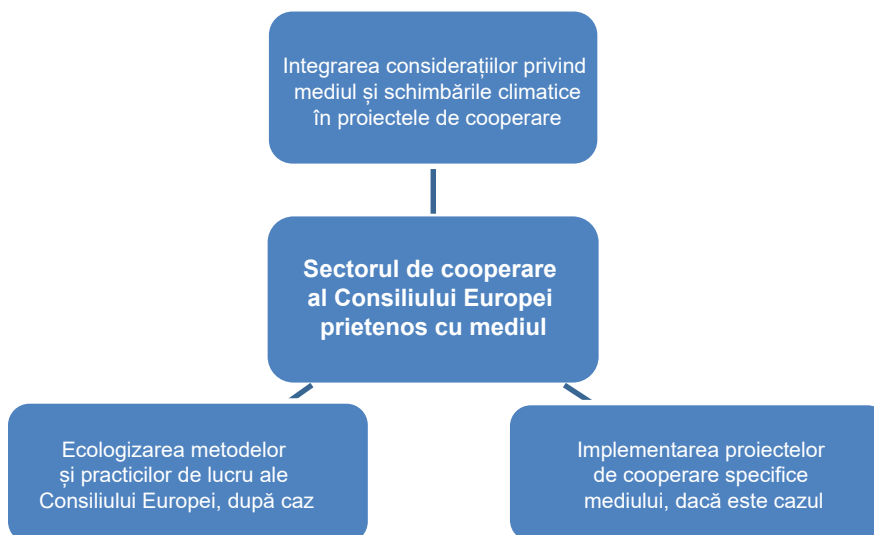 Integrarea considerațiilor privind
mediul și schimbările climatice
în proiectele de cooperare
Sectorul de cooperare
al Consiliului Europei
prietenos cu mediul
Ecologizarea metodelor
și practicilor de lucru ale
Consiliului Europei, după caz
Implementarea proiectelor
de cooperare specifice
mediului, dacă este cazul